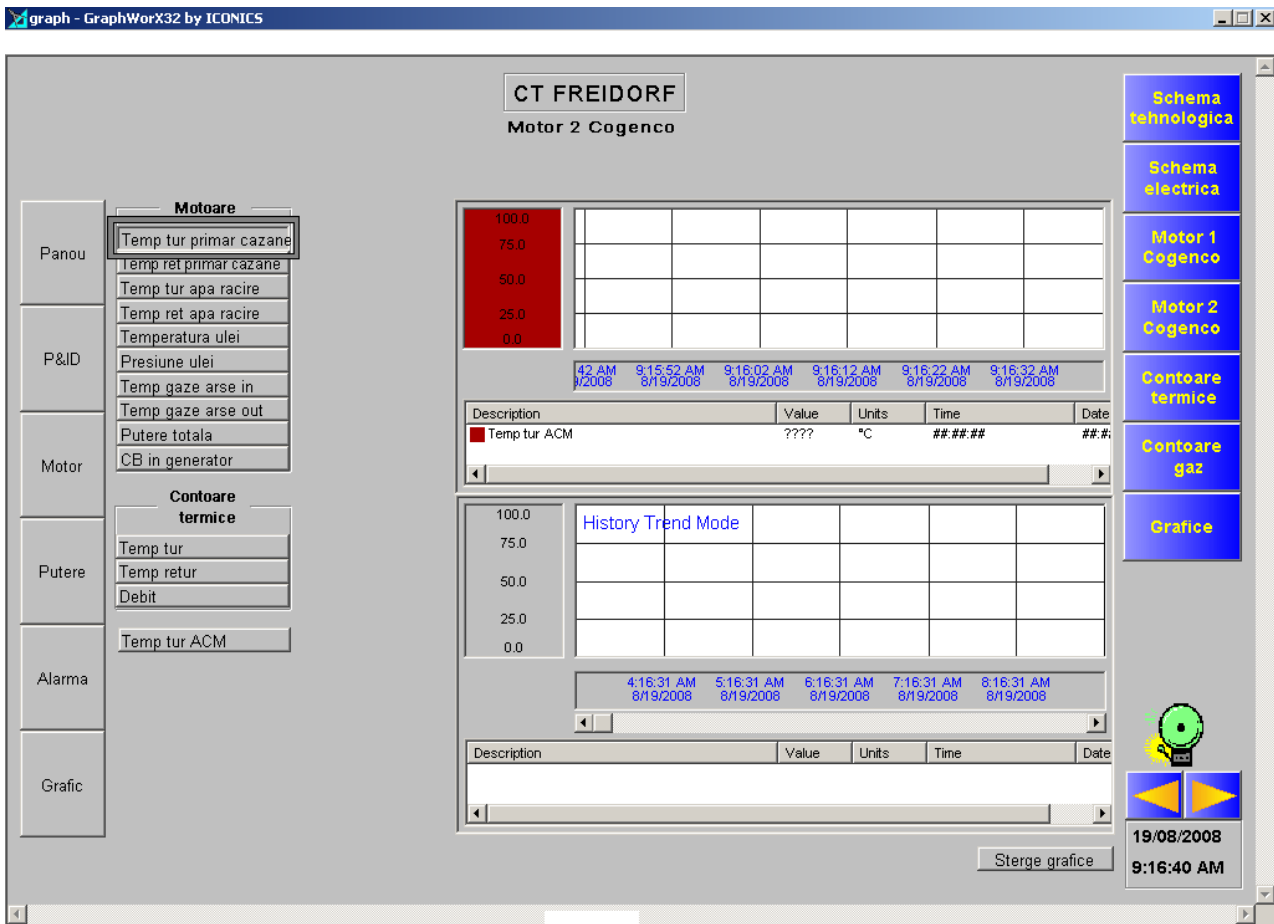 graph - GraphWorX32 by ICONICS
CT FREIDORF
Motor 2 Cogenco
Panou
P&ID
Motor
Putere
Alarma
Grafic
Motoare
Temp tur primar cazane
Temp ret primar cazane
Temp tur apa racire
Temp ret apa racire
Temperatura ulei
Presiune ulei
Temp gaze arse in
Temp gaze arse out
Putere totala
CB in generator
Contoare
termice
Temp tur
Temp retur
Debit
Temp tur ACM
100.0
75.0
50.0
25.0
0.0
42 AM 9:15:52 AM 9:16:02 AM 9:16:12 AM 9:16:22 AM 9:16:32 AM
9/2008 8/19/2008 8/19/2008 8/19/2008 8/19/2008 8/19/2008
Description Value Units Time Date
Temp tur ACM ???? °C ##:##:## ##:#
100.0
75.0
50.0
25.0
0.0
History Trend Mode
4:16:31 AM 5:16:31 AM 6:16:31 AM 7:16:31 AM 8:16:31 AM
8/19/2008 8/19/2008 8/19/2008 8/19/2008 8/19/2008
Description Value Units Time Date
Sterge grafice
Schema
tehnologica
Schema
electrica
Motor 1
Cogenco
Motor 2
Cogenco
Contoare
termice
Contoare
gaz
Grafice
19/08/2008
9:16:40 AM